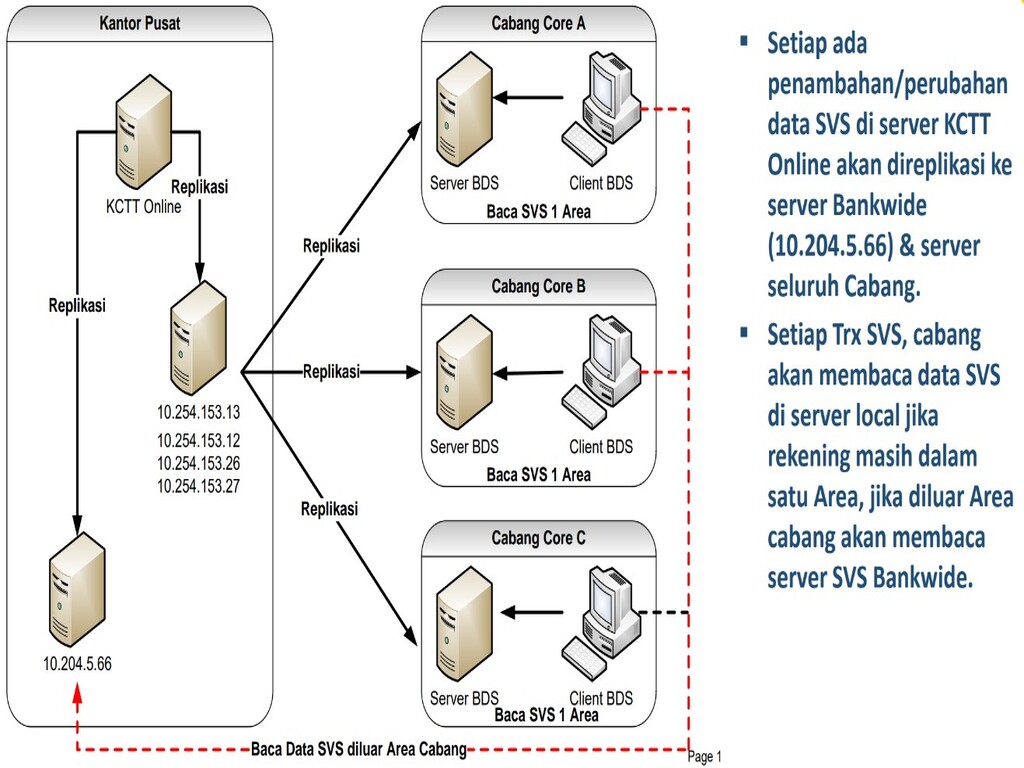 Kantor Pusat
KCTT Online
Replikasi
Replikasi
10.254.153.13
10.254.153.12
10.254.153.26
10.254.153.27
10.204.5.66
Replikasi
Replikasi
Replikasi
Cabang Core A
Server BDS
Client BDS
Baca SVS 1 Area
Cabang Core B
Server BDS
Client BDS
Baca SVS 1 Area
Cabang Core C
Server BDS
Client BDS
Baca SVS 1 Area
Baca Data SVS diluar Area Cabang
Page 1
▪ Setiap ada
penambahan/perubahan
data SVS di server KCTT
Online akan direplikasi ke
server Bankwide
(10.204.5.66) & server
seluruh Cabang.
▪ Setiap Trx SVS, cabang
akan membaca data SVS
di server local jika
rekening masih dalam
satu Area, jika diluar Area
cabang akan membaca
server SVS Bankwide.